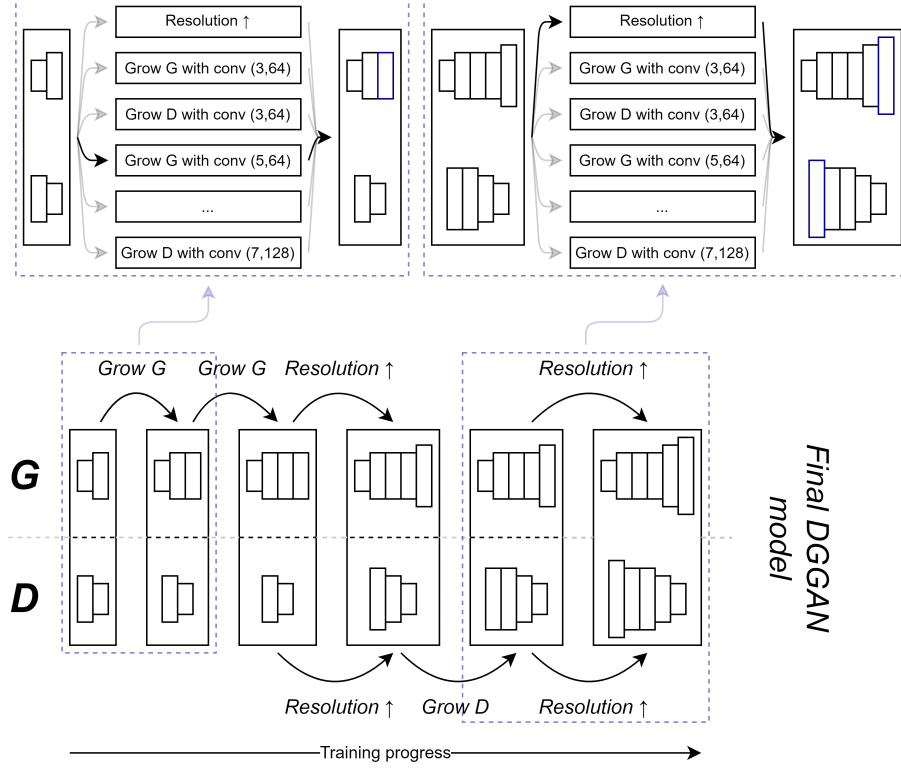 Resolution ↑
Grow G with conv (3,64)
Grow D with conv (3,64)
Grow G with conv (5,64)
...
Grow D with conv (7,128)
Resolution ↑
Grow G with conv (3,64)
Grow D with conv (3,64)
Grow G with conv (5,64)
...
Grow D with conv (7,128)
Grow G
Grow G
Resolution ↑
Resolution ↑
G
D
Final DGGAN
model
Resolution ↑
Grow D
Resolution ↑
Training progress